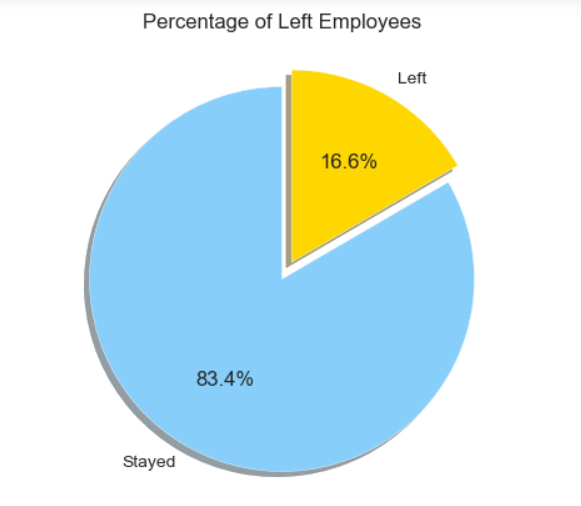 Percentage of Left Employees
Left
16.6%
83.4%
Stayed